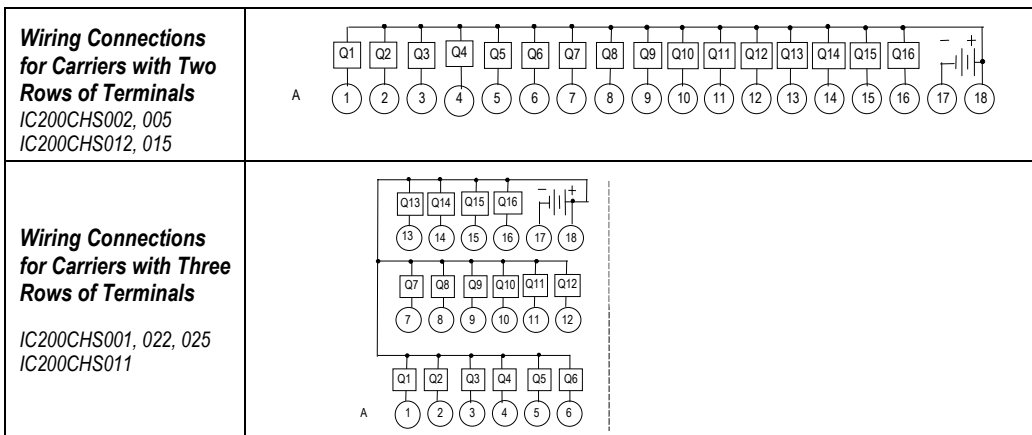 Wiring Connections
for Carriers with Two
Rows of Terminals
IC200CHS002, 005
IC200CHS012, 015
Q1 Q2 Q3 Q4 Q5 Q6 Q7 Q8 Q9 Q10 Q11 Q12 Q13 Q14 Q15 Q16 − +
A 1 2 3 4 5 6 7 8 9 10 11 12 13 14 15 16 17 18
Wiring Connections
for Carriers with Three
Rows of Terminals
IC200CHS001, 022, 025
IC200CHS011
Q13 Q14 Q15 Q16 − +
13 14 15 16 17 18
Q7 Q8 Q9 Q10 Q11 Q12
7 8 9 10 11 12
Q1 Q2 Q3 Q4 Q5 Q6
A 1 2 3 4 5 6